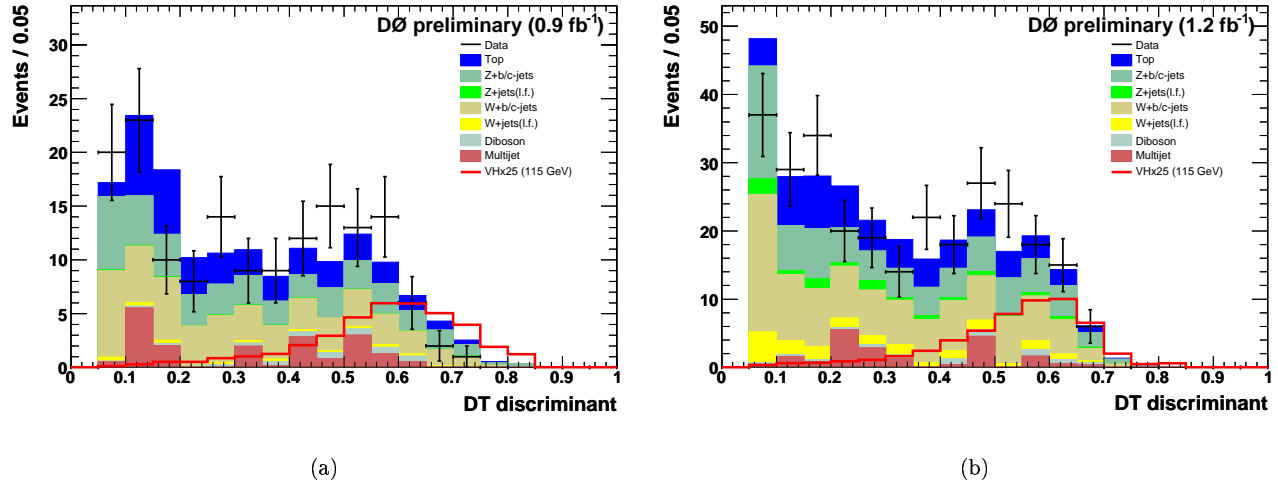 DØ preliminary (0.9 fb-1)
Events / 0.05
Data
Top
Z+b/c-jets
Z+jets(l.f.)
W+b/c-jets
W+jets(l.f.)
Diboson
Multijet
VHx25 (115 GeV)
30
25
20
15
10
5
0
0 0.1 0.2 0.3 0.4 0.5 0.6 0.7 0.8 0.9 1
DT discriminant
(a)
DØ preliminary (1.2 fb-1)
Events / 0.05
Data
Top
Z+b/c-jets
Z+jets(l.f.)
W+b/c-jets
W+jets(l.f.)
Diboson
Multijet
VHx25 (115 GeV)
50
40
30
20
10
0
0 0.1 0.2 0.3 0.4 0.5 0.6 0.7 0.8 0.9 1
DT discriminant
(b)